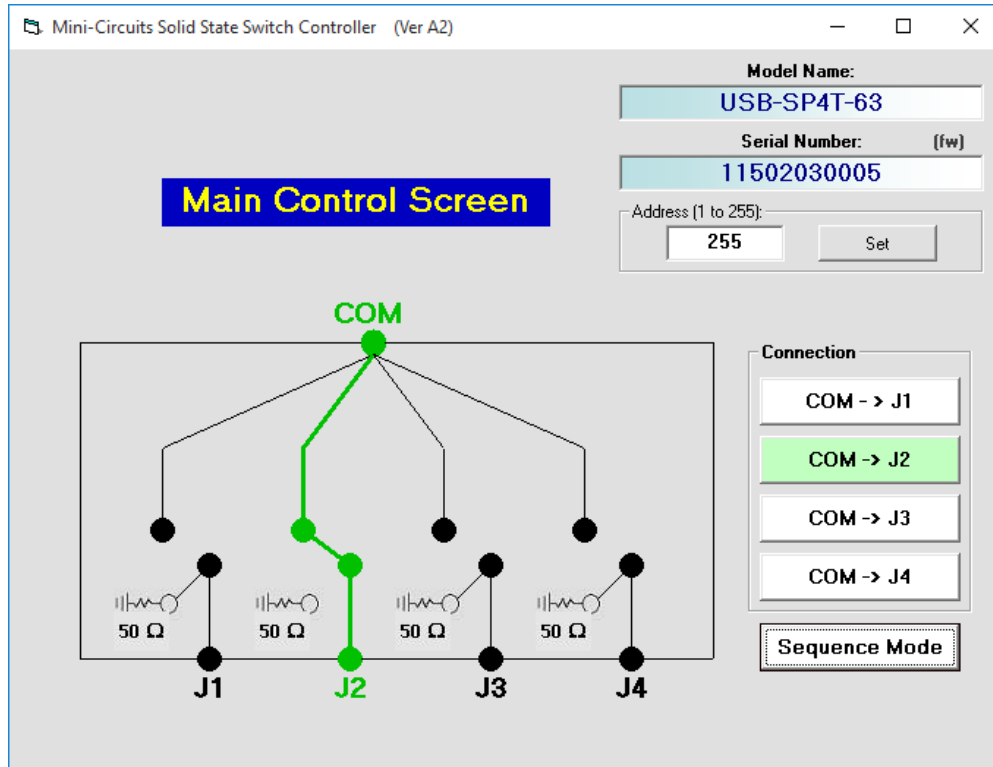 Mini-Circuits Solid State Switch Controller (Ver A2)
Model Name:
USB-SP4T-63
Serial Number: (fw)
11502030005
Main Control Screen
Address (1 to 255):
255 Set
COM
Connection
COM - > J1
COM -> J2
COM -> J3
COM -> J4
50 Ω 50 Ω 50 Ω 50 Ω
Sequence Mode
J1 J2 J3 J4